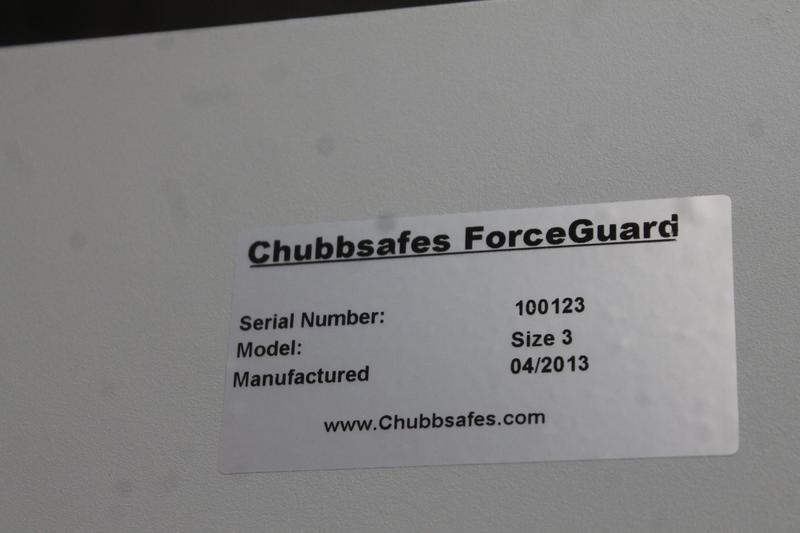 Chubbsafes ForceGuard
Serial Number: 100123
Model: Size 3
Manufactured 04/2013
www.Chubbsafes.com